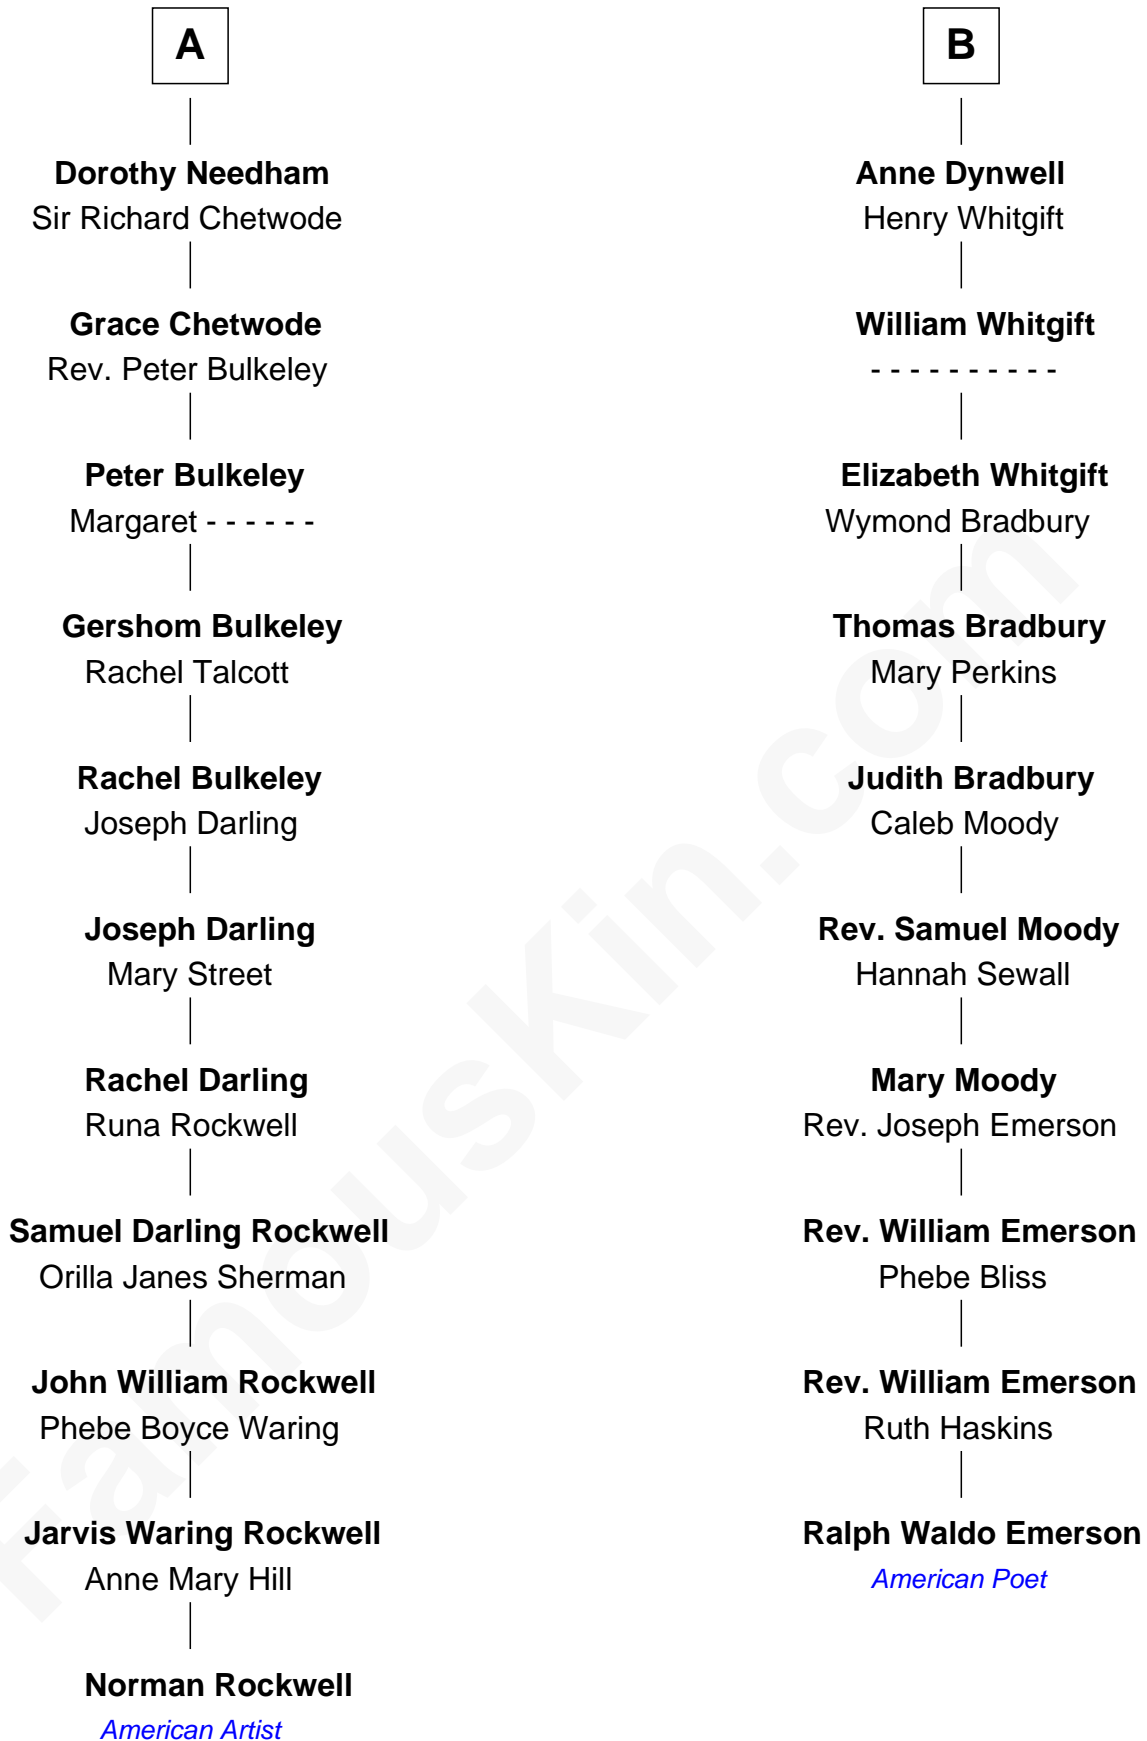 A
Dorothy Needham
Sir Richard Chetwode
Grace Chetwode
Rev. Peter Bulkeley
Peter Bulkeley
Margaret - - - - - -
Gershom Bulkeley
Rachel Talcott
Rachel Bulkeley
Joseph Darling
Joseph Darling
Mary Street
Rachel Darling
Runa Rockwell
Samuel Darling Rockwell
Orilla Janes Sherman
John William Rockwell
Phebe Boyce Waring
Jarvis Waring Rockwell
Anne Mary Hill
Norman Rockwell
American Artist
B
Anne Dynwell
Henry Whitgift
William Whitgift
- - - - - - - - - -
Elizabeth Whitgift
Wymond Bradbury
Thomas Bradbury
Mary Perkins
Judith Bradbury
Caleb Moody
Rev. Samuel Moody
Hannah Sewall
Mary Moody
Rev. Joseph Emerson
Rev. William Emerson
Phebe Bliss
Rev. William Emerson
Ruth Haskins
Ralph Waldo Emerson
American Poet
FamousKin.com